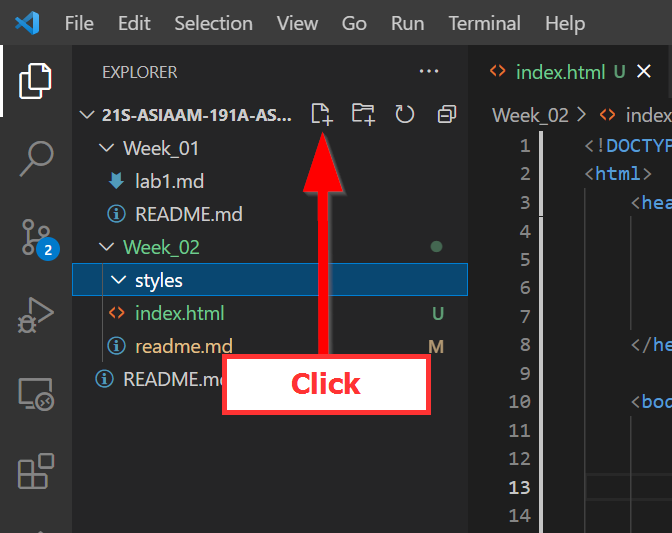 File Edit Selection View Go Run Terminal Help
EXPLORER
21S-ASIAAM-191A-AS...
Week_01
lab1.md
README.md
Week_02
styles
index.html U
readme.md M
README.md
2
Click
index.html U
Week_02 > <> index
1 <!DOCTYP
2 <html>
3 <hea
4
5
6
7
8 </he
9
10 <bod
11
12
13
14